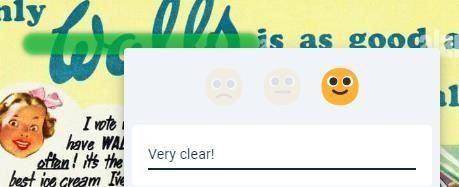 nly Walls is as good a
I vote
have WAL
often! it's the
best ice cream I've
Very clear!